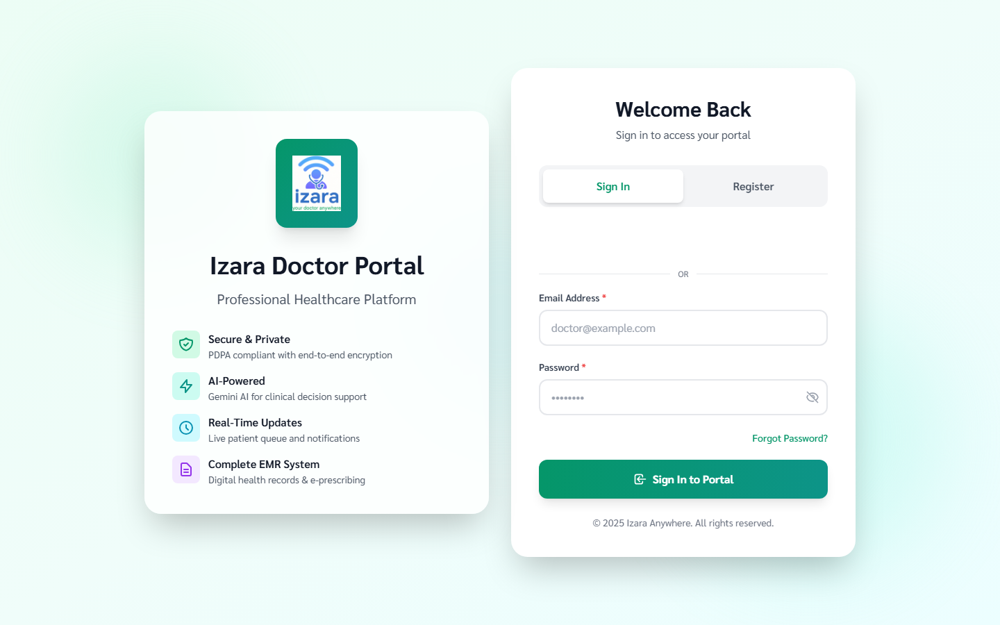 izara
your doctor anywhere
Izara Doctor Portal
Professional Healthcare Platform
Secure & Private
PDPA compliant with end-to-end encryption
AI-Powered
Gemini AI for clinical decision support
Real-Time Updates
Live patient queue and notifications
Complete EMR System
Digital health records & e-prescribing
Welcome Back
Sign in to access your portal
Sign In
Register
OR
Email Address *
doctor@example.com
Password *
••••••••
Forgot Password?
Sign In to Portal
© 2025 Izara Anywhere. All rights reserved.